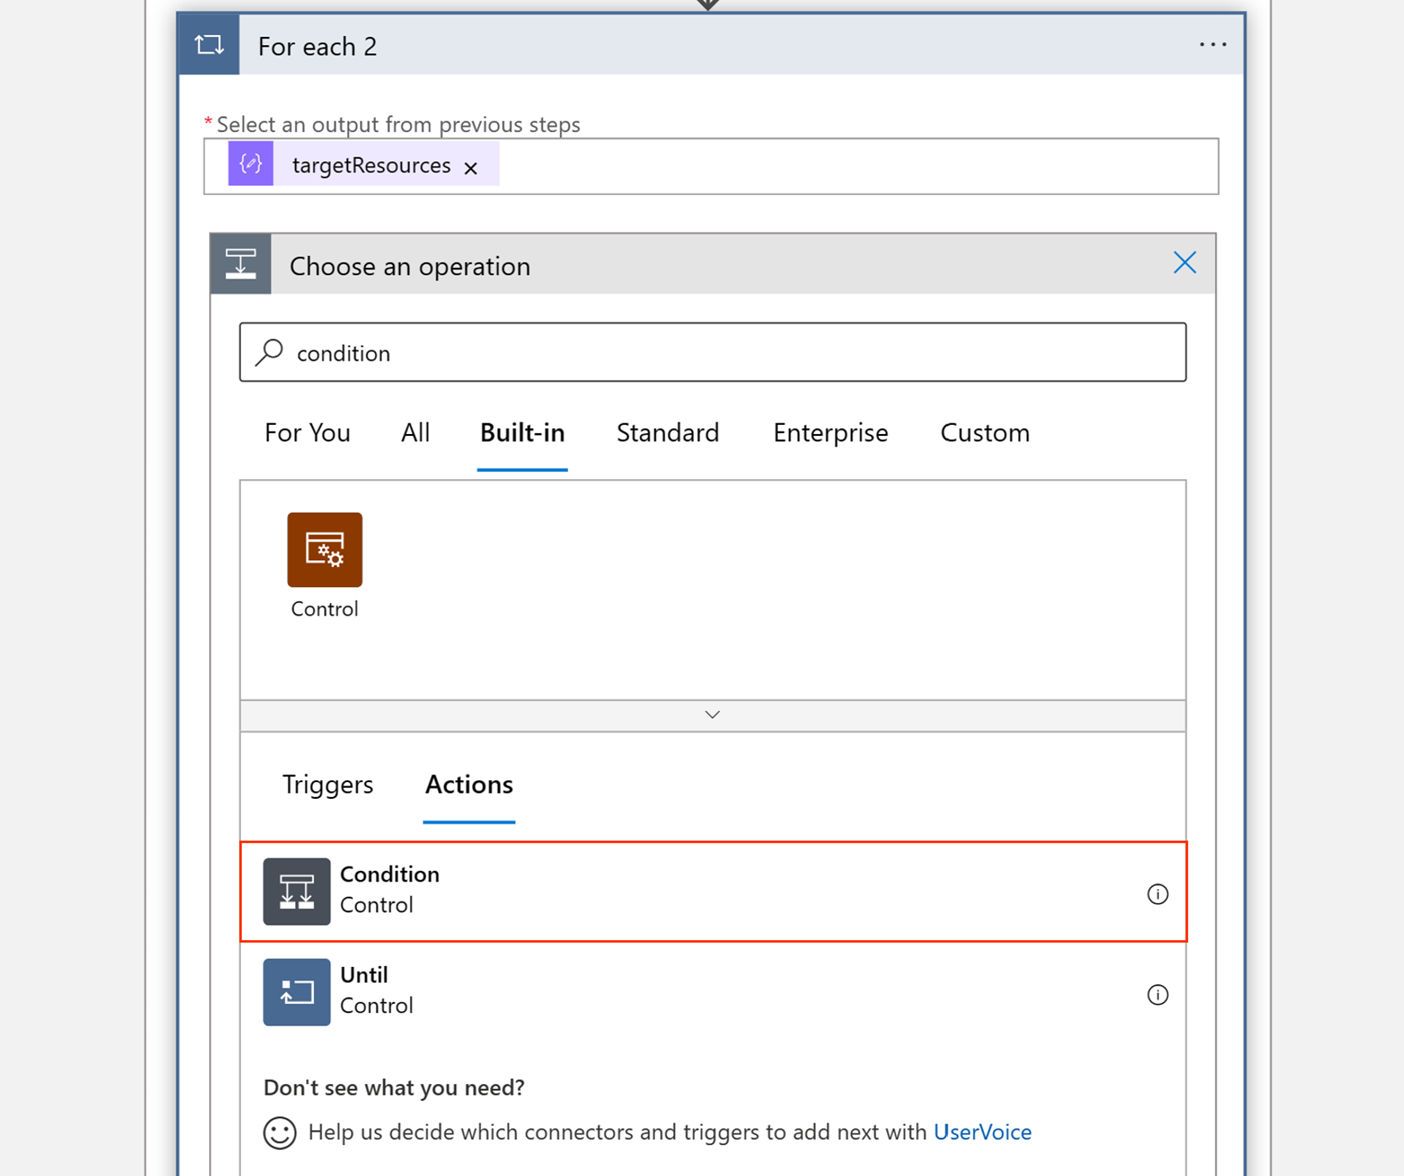 For each 2
* Select an output from previous steps
targetResources
Choose an operation
condition
For You All Built-in Standard Enterprise Custom
Control
Triggers Actions
Condition
Control
Until
Control
Don't see what you need?
Help us decide which connectors and triggers to add next with UserVoice